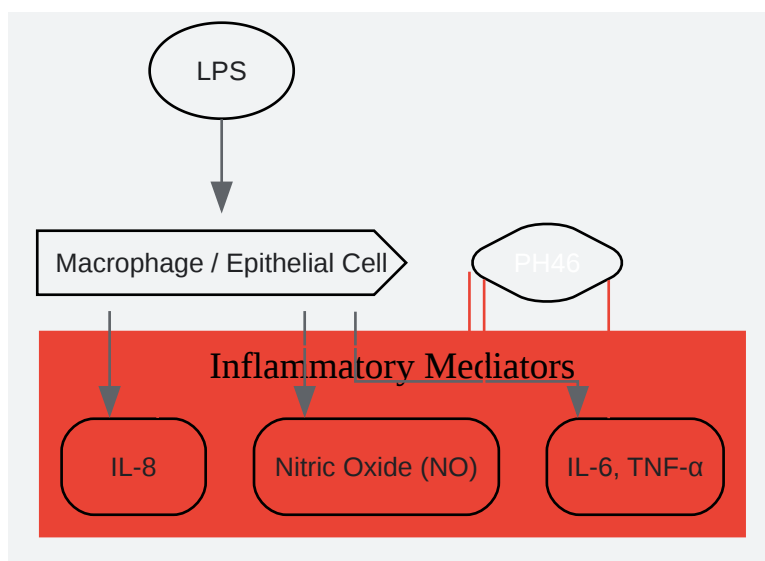 LPS
Macrophage / Epithelial Cell
PH46
Inflammatory Mediators
IL-8
Nitric Oxide (NO)
IL-6, TNF-α